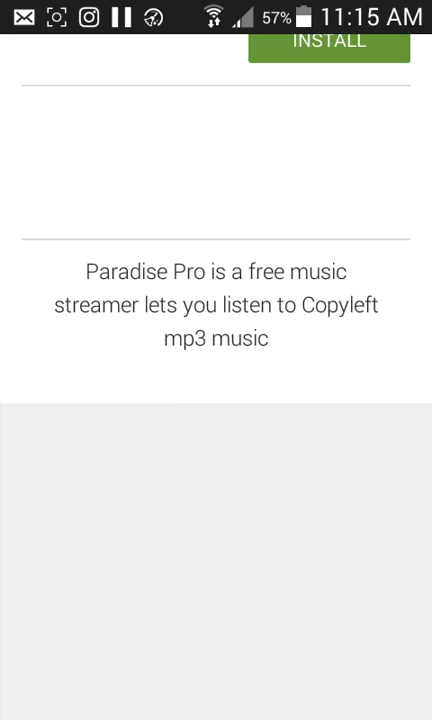 57% 11:15 AM
INSTALL
Paradise Pro is a free music
streamer lets you listen to Copyleft
mp3 music